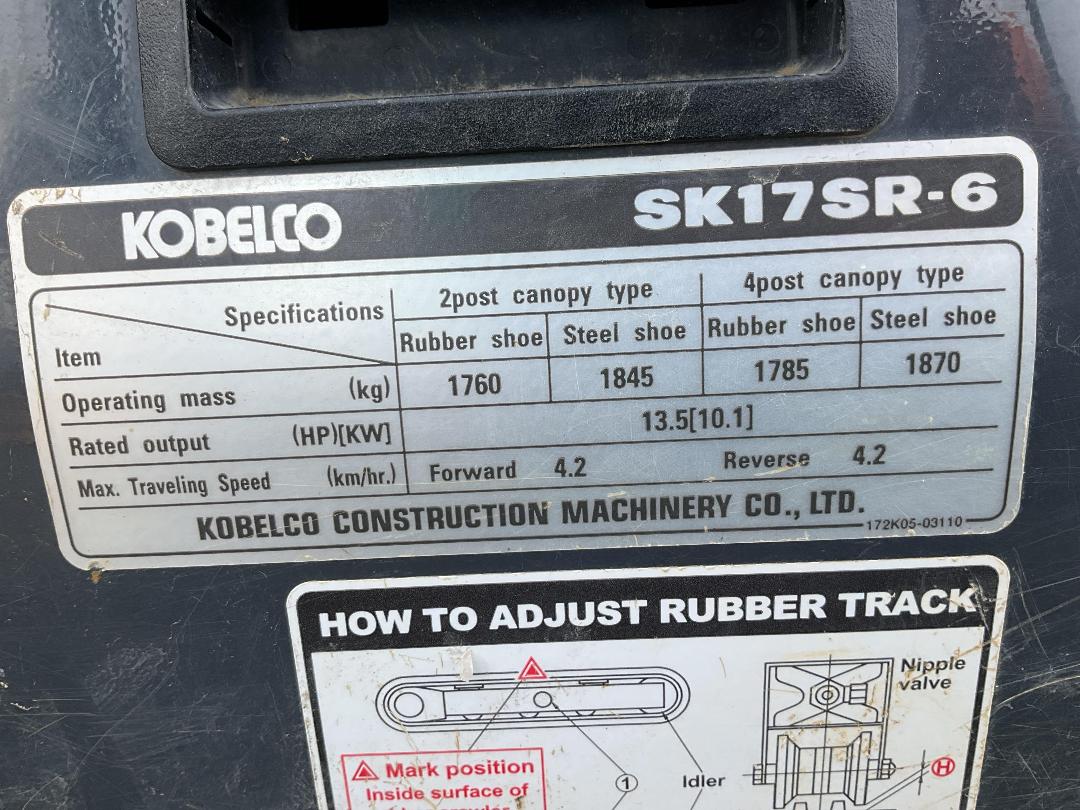 KOBELCO SK17SR-6
Specifications 2post canopy type 4post canopy type
Item Rubber shoe Steel shoe Rubber shoe Steel shoe
Operating mass (kg) 1760 1845 1785 1870
Rated output (HP)[KW] 13.5[10.1]
Max. Traveling Speed (km/hr.) Forward 4.2 Reverse 4.2
KOBELCO CONSTRUCTION MACHINERY CO., LTD.
172K05-03110
HOW TO ADJUST RUBBER TRACK
Nipple
valve
Mark position
Inside surface of
1
Idler
H